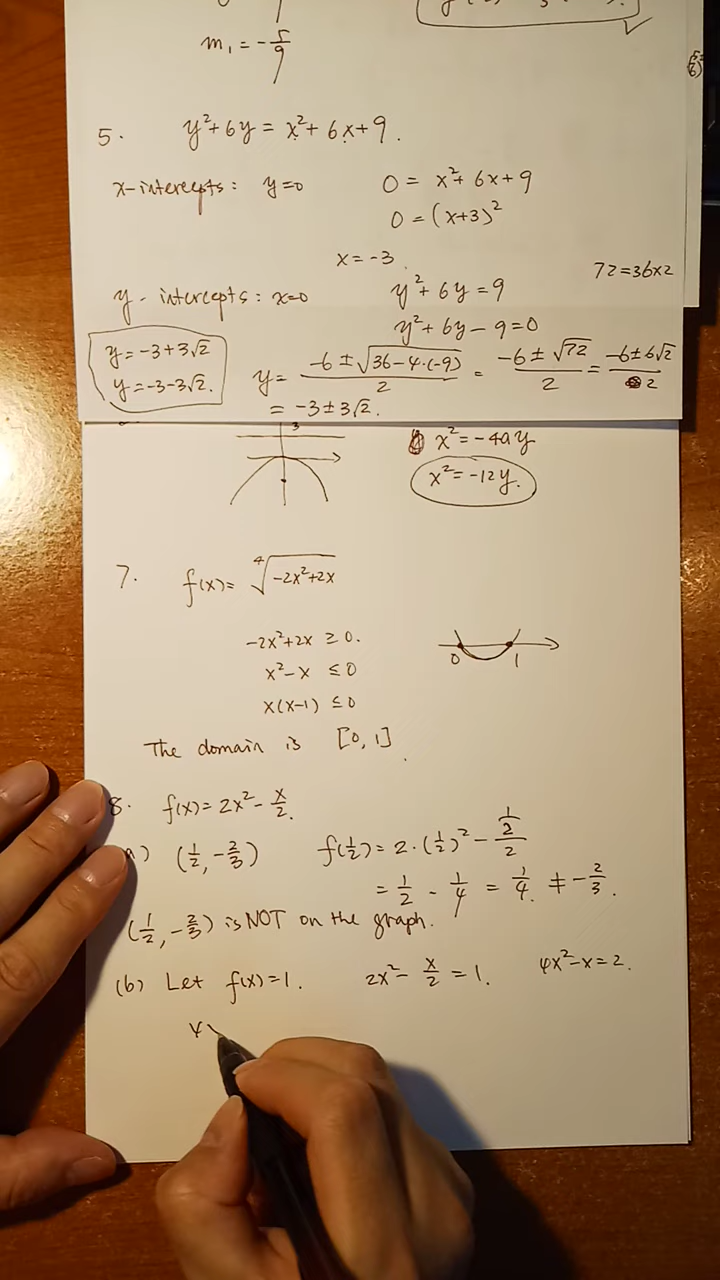 m₁ = -5/9
5. y²+6y = x²+6x+9.
x-intercepts: y=0 0 = x²+6x+9
0 = (x+3)²
x = -3.
72=36x2
y-intercepts: x=0 y²+6y = 9
y²+6y-9=0
y=-3+3√2
y=-3-3√2.
y = (-6±√(36-4·(-9)))/2 = (-6±√72)/2 = (-6±6√2)/2
= -3±3√2.
3
x² = -4ay
x² = -12y.
7. f(x)= ⁴√(-2x²+2x)
-2x²+2x ≥ 0.
x²-x ≤ 0
x(x-1) ≤ 0
0 1
The domain is [0, 1].
8. f(x) = 2x² - x/2.
a) (1/2, -2/3) f(1/2) = 2·(1/2)² - (1/2)/2
= 1/2 - 1/4 = 1/4. ≠ -2/3.
(1/2, -2/3) is NOT on the graph.
(b) Let f(x)=1. 2x² - x/2 = 1. 4x²-x=2.
4